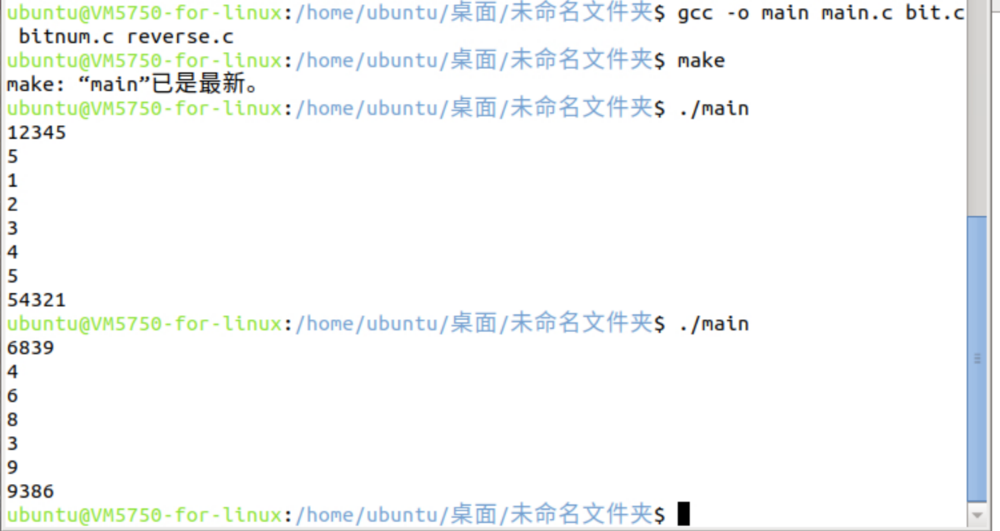 ubuntu@VM5750-for-linux:/home/ubuntu/桌面/未命名文件夹$ gcc -o main main.c bit.c
 bitnum.c reverse.c
ubuntu@VM5750-for-linux:/home/ubuntu/桌面/未命名文件夹$ make
make: “main”已是最新。
ubuntu@VM5750-for-linux:/home/ubuntu/桌面/未命名文件夹$ ./main
12345
5
1
2
3
4
5
54321
ubuntu@VM5750-for-linux:/home/ubuntu/桌面/未命名文件夹$ ./main
6839
4
6
8
3
9
9386
ubuntu@VM5750-for-linux:/home/ubuntu/桌面/未命名文件夹$